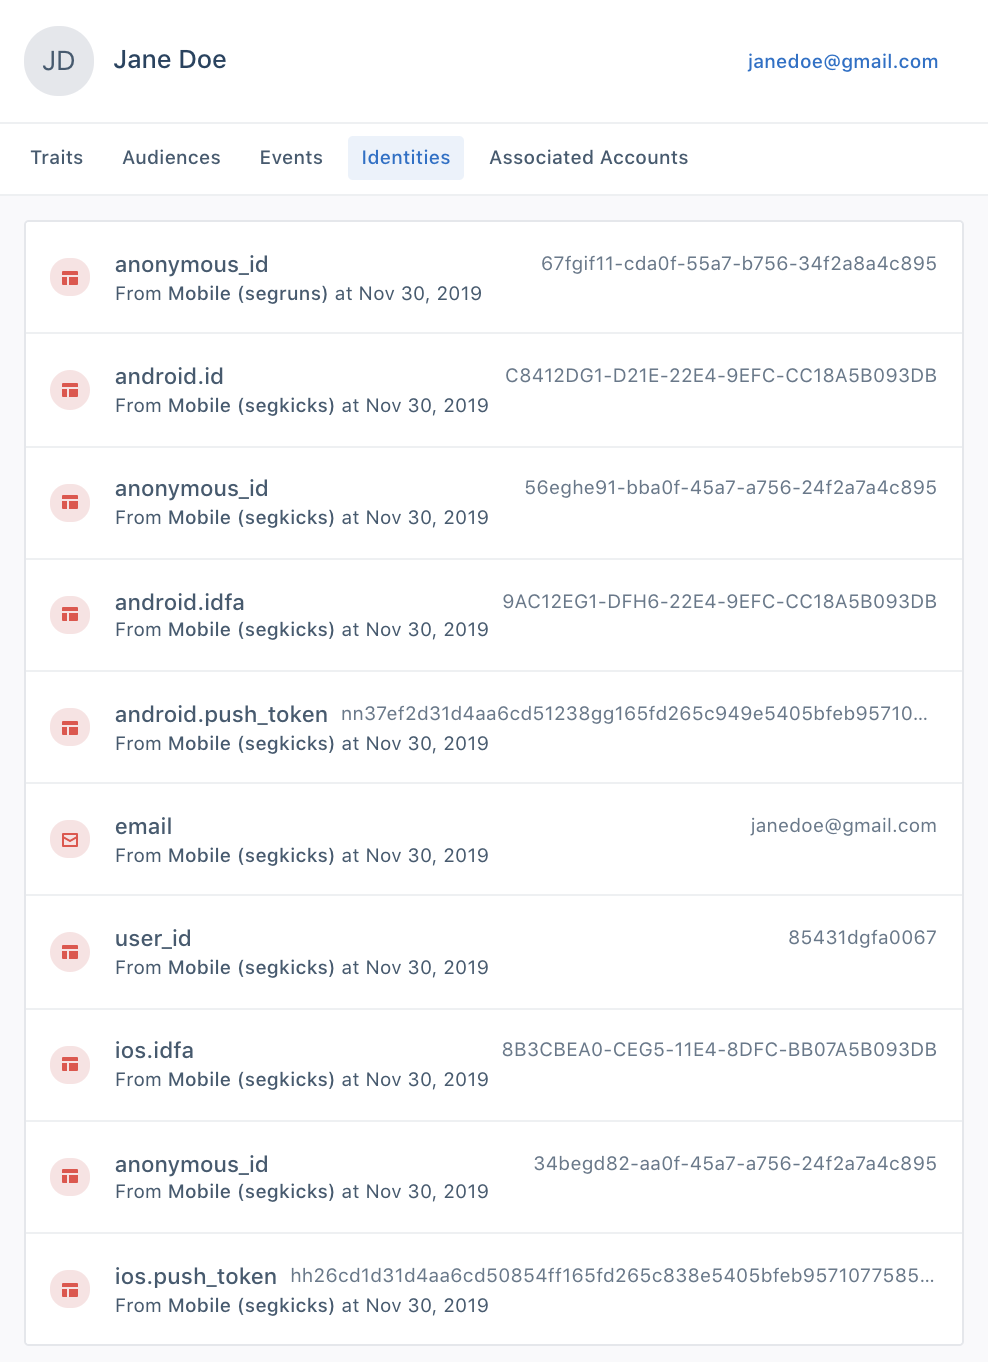 JD
Jane Doe
janedoe@gmail.com
Traits Audiences Events Identities Associated Accounts
anonymous_id 67fgif11-cda0f-55a7-b756-34f2a8a4c895
From Mobile (segruns) at Nov 30, 2019
android.id C8412DG1-D21E-22E4-9EFC-CC18A5B093DB
From Mobile (segkicks) at Nov 30, 2019
anonymous_id 56eghe91-bba0f-45a7-a756-24f2a7a4c895
From Mobile (segkicks) at Nov 30, 2019
android.idfa 9AC12EG1-DFH6-22E4-9EFC-CC18A5B093DB
From Mobile (segkicks) at Nov 30, 2019
android.push_token nn37ef2d31d4aa6cd51238gg165fd265c949e5405bfeb95710...
From Mobile (segkicks) at Nov 30, 2019
email janedoe@gmail.com
From Mobile (segkicks) at Nov 30, 2019
user_id 85431dgfa0067
From Mobile (segkicks) at Nov 30, 2019
ios.idfa 8B3CBEA0-CEG5-11E4-8DFC-BB07A5B093DB
From Mobile (segkicks) at Nov 30, 2019
anonymous_id 34begd82-aa0f-45a7-a756-24f2a7a4c895
From Mobile (segkicks) at Nov 30, 2019
ios.push_token hh26cd1d31d4aa6cd50854ff165fd265c838e5405bfeb9571077585...
From Mobile (segkicks) at Nov 30, 2019